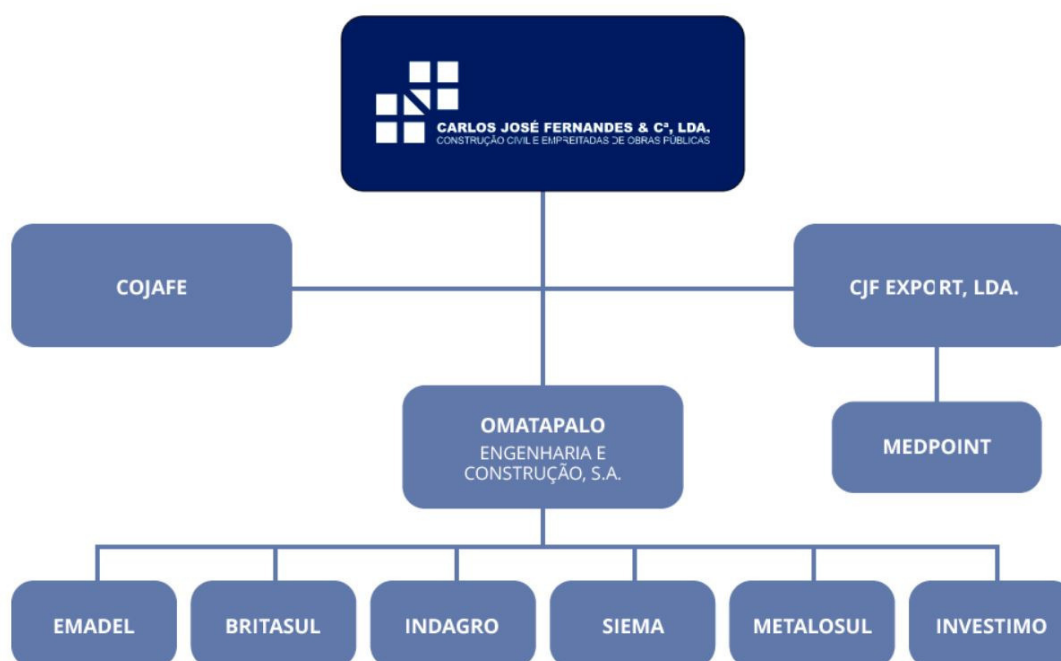 CARLOS JOSÉ FERNANDES & Cª, LDA.
CONSTRUÇÃO CIVIL E EMPREITADAS DE OBRAS PÚBLICAS
COJAFE
CJF EXPORT, LDA.
OMATAPALO
ENGENHARIA E
CONSTRUÇÃO, S.A.
MEDPOINT
EMADEL
BRITASUL
INDAGRO
SIEMA
METALOSUL
INVESTIMO